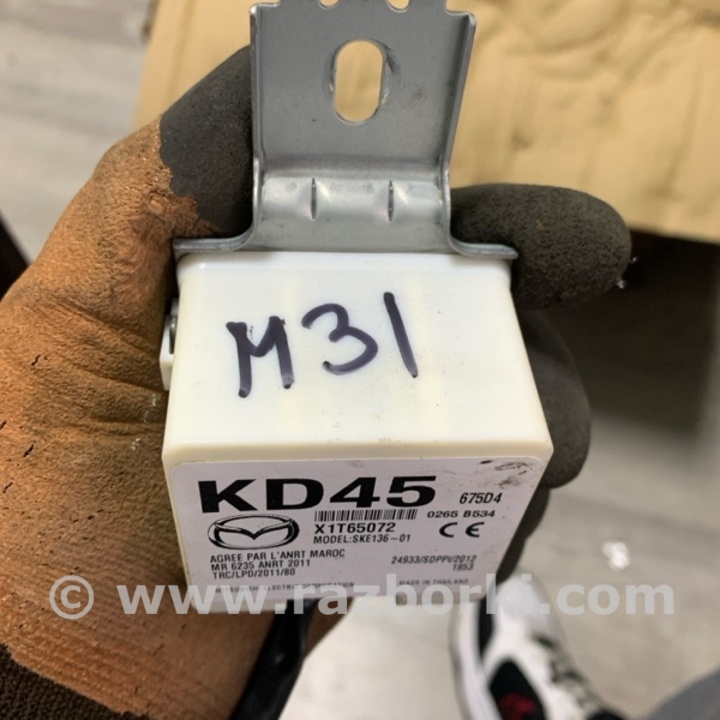 M31
KD45 675D4
0265 B534
X1T65072
MODEL:SKE136-01
CE
AGREE PAR L'ANRT MAROC
MR 6235 ANRT 2011
TRC/LPD/2011/80
24933/SDPPI/2012
1953
MADE IN THAILAND
© www.razborki.com